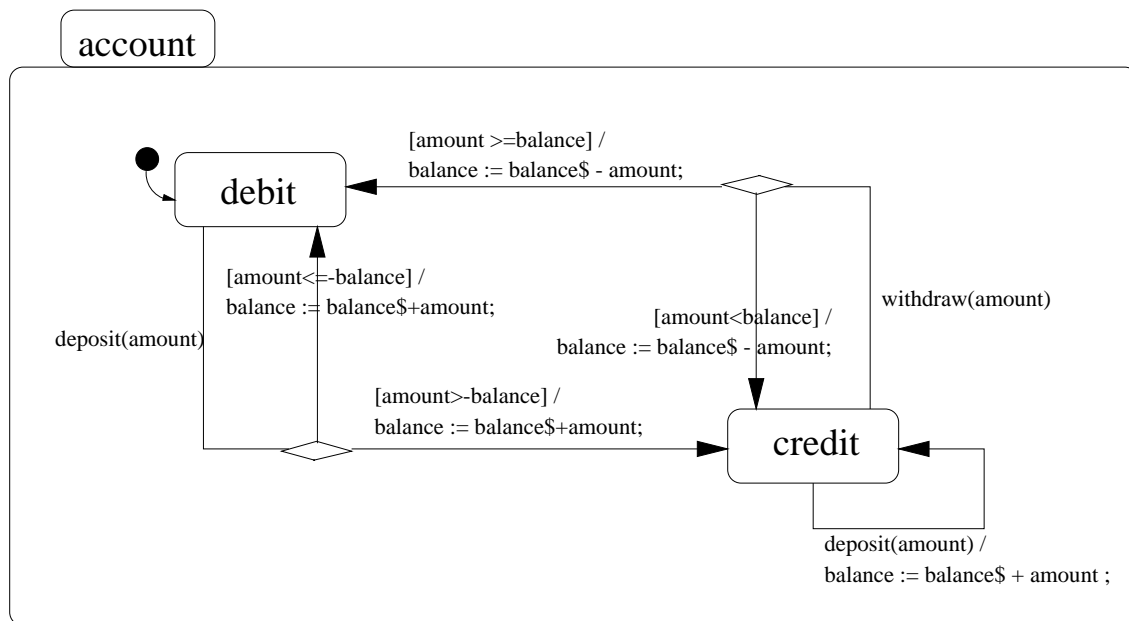 account
[amount >=balance] /
balance := balance$ - amount;
debit
[amount<=-balance] /
balance := balance$+amount;
withdraw(amount)
[amount<balance] /
balance := balance$ - amount;
deposit(amount)
[amount>-balance] /
balance := balance$+amount;
credit
deposit(amount) /
balance := balance$ + amount ;